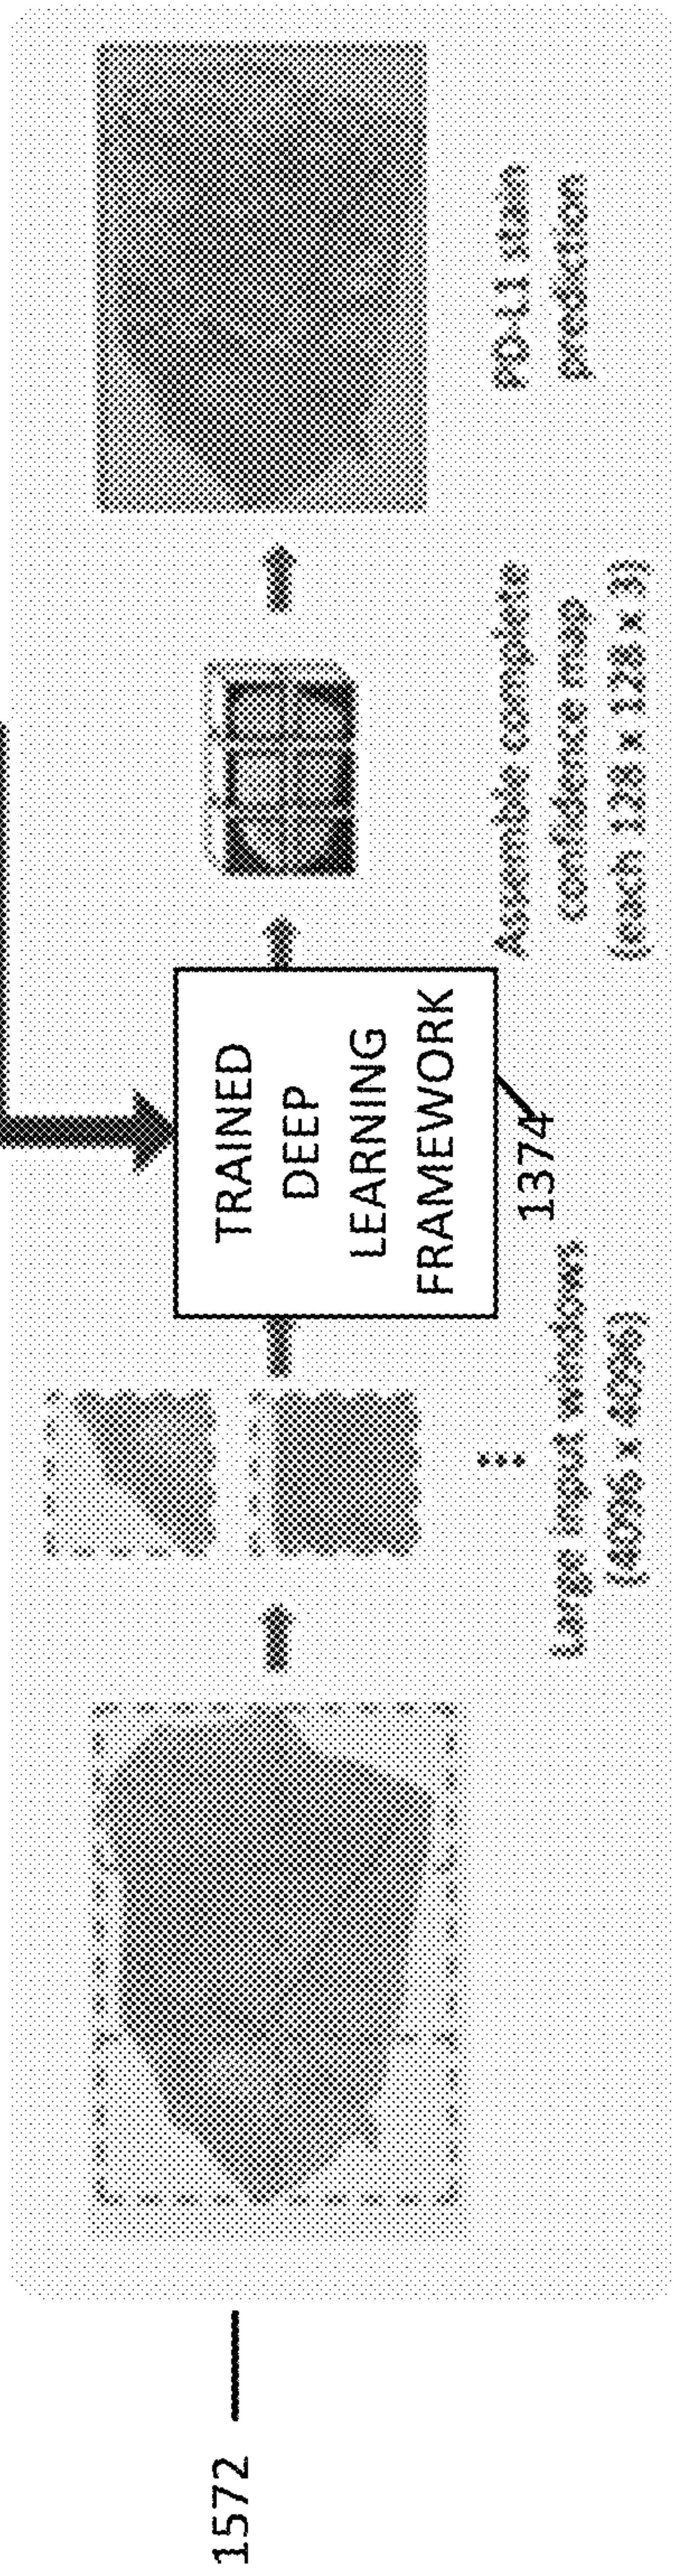 1572
Large input windows
(4096 x 4096)
TRAINED
DEEP
LEARNING
FRAMEWORK
1374
Assemble complete
confidence map
(each 128 x 128 x 3)
PD-L1 stain
prediction